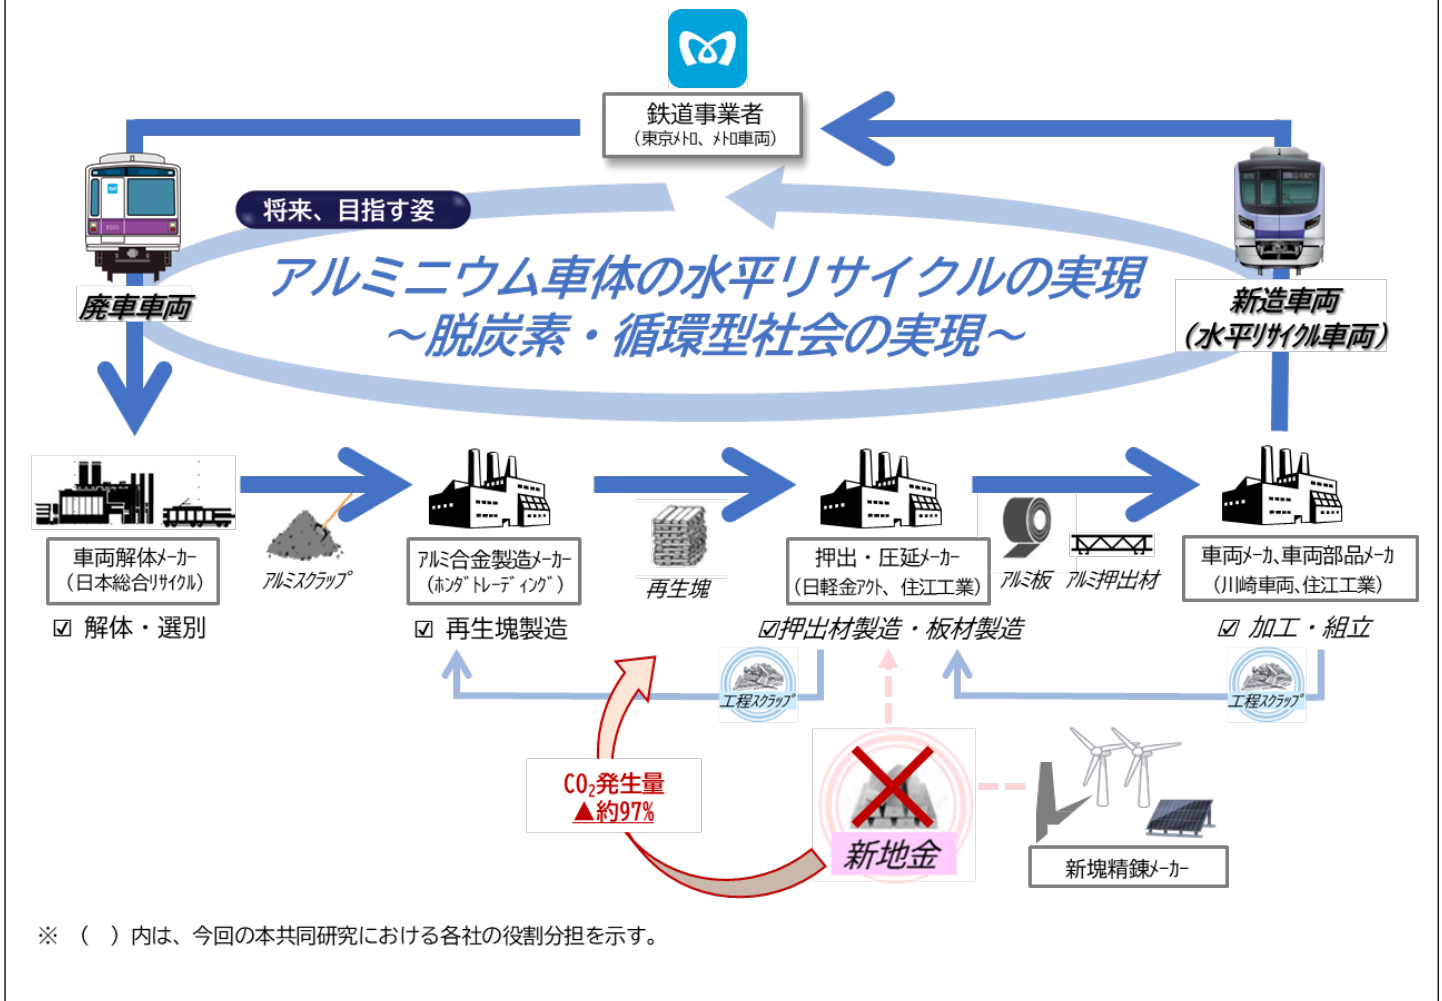 鉄道事業者
（東京ﾒﾄﾛ、ﾒﾄﾛ車両）
将来、目指す姿
アルミニウム車体の水平リサイクルの実現
～脱炭素・循環型社会の実現～
廃車車両
新造車両
（水平ﾘｻｲｸﾙ車両）
車両解体ﾒｰｶｰ
（日本総合ﾘｻｲｸﾙ）
☑ 解体・選別
ｱﾙﾐｽｸﾗｯﾌﾟ
ｱﾙﾐ合金製造ﾒｰｶｰ
（ﾎﾝﾀﾞﾄﾚｰﾃﾞｨﾝｸﾞ）
☑ 再生塊製造
再生塊
押出・圧延ﾒｰｶｰ
（日軽金ｱｸﾄ、住江工業）
☑押出材製造・板材製造
ｱﾙﾐ板
ｱﾙﾐ押出材
車両ﾒｰｶ、車両部品ﾒｰｶ
（川崎車両、住江工業）
☑ 加工・組立
工程ｽｸﾗｯﾌﾟ
工程ｽｸﾗｯﾌﾟ
CO₂発生量
▲約97%
新地金
新塊精錬ﾒｰｶｰ
※ （　）内は、今回の本共同研究における各社の役割分担を示す。